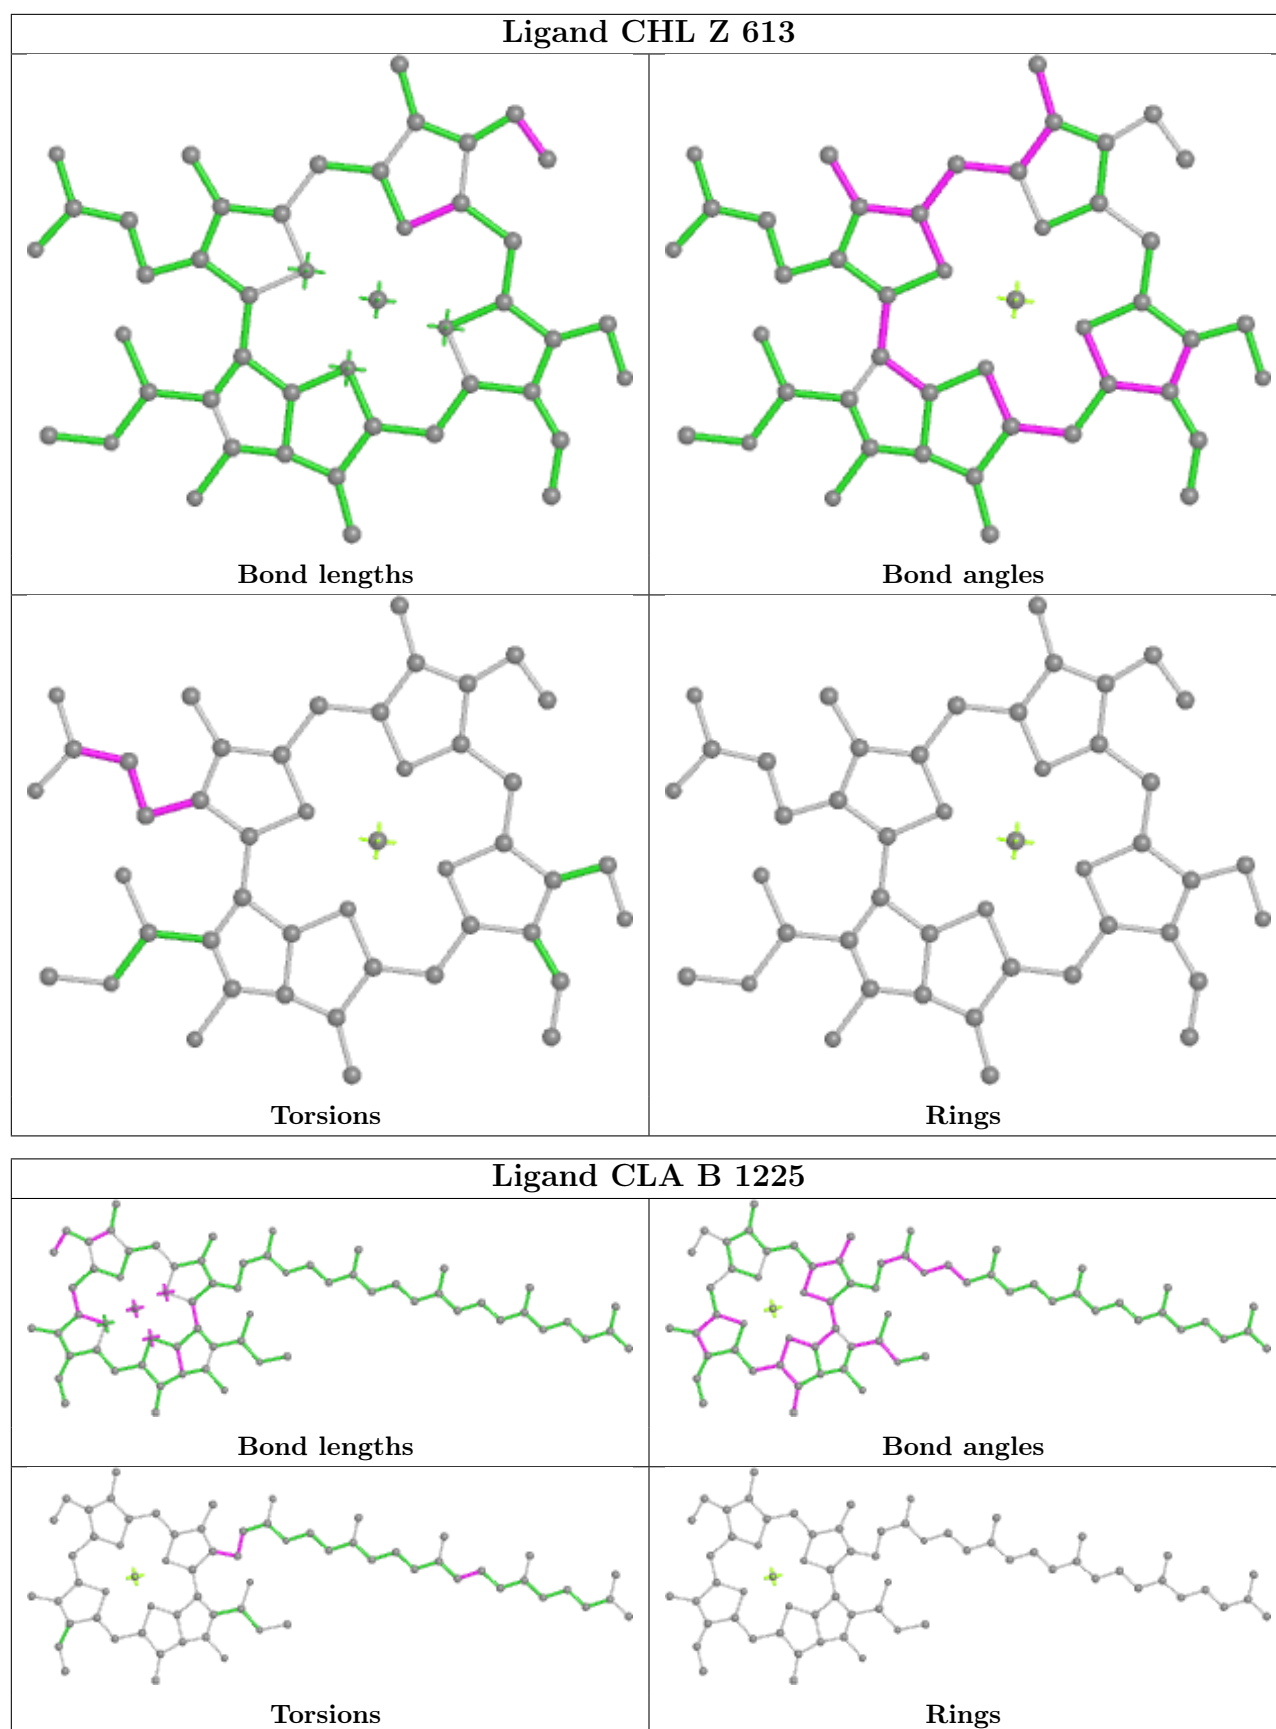 Ligand CHL Z 613
Bond lengths
Bond angles
Torsions
Rings
Ligand CLA B 1225
Bond lengths
Bond angles
Torsions
Rings